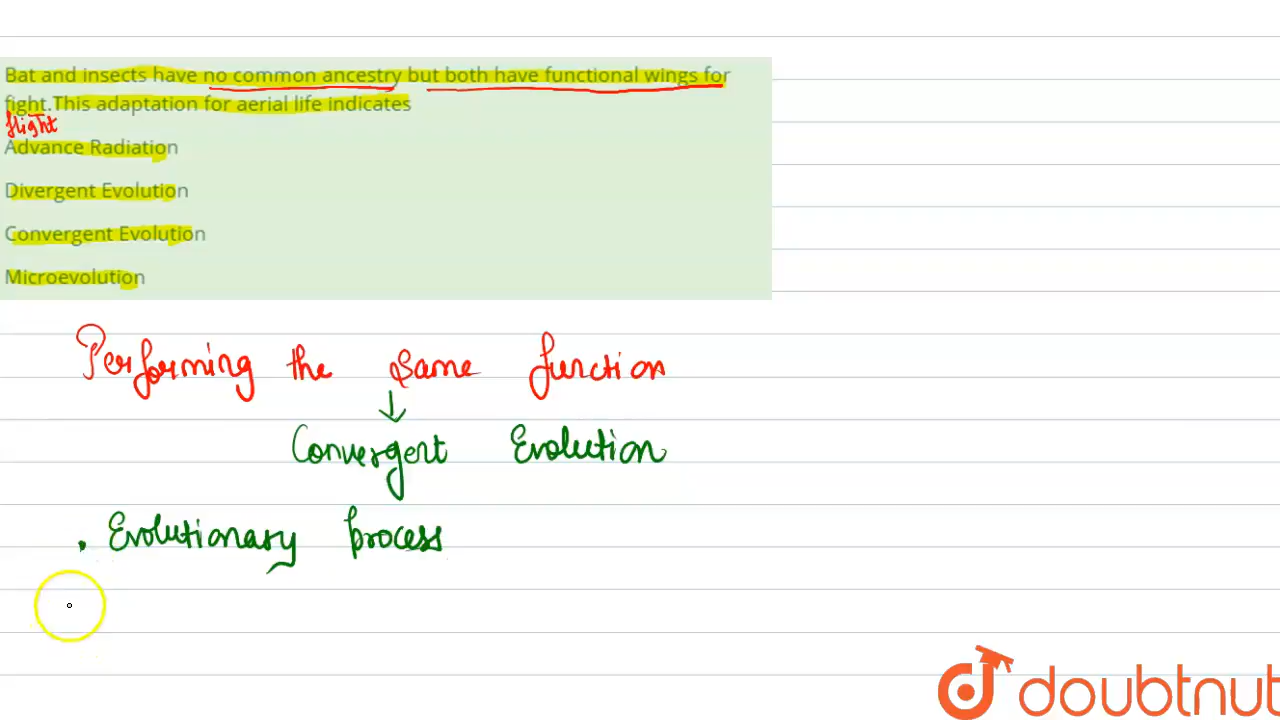 Bat and insects have no common ancestry but both have functional wings for
fight.This adaptation for aerial life indicates
flight
Advance Radiation
Divergent Evolution
Convergent Evolution
Microevolution
Performing the same function
↓
Convergent Evolution
. Evolutionary process
doubtnut